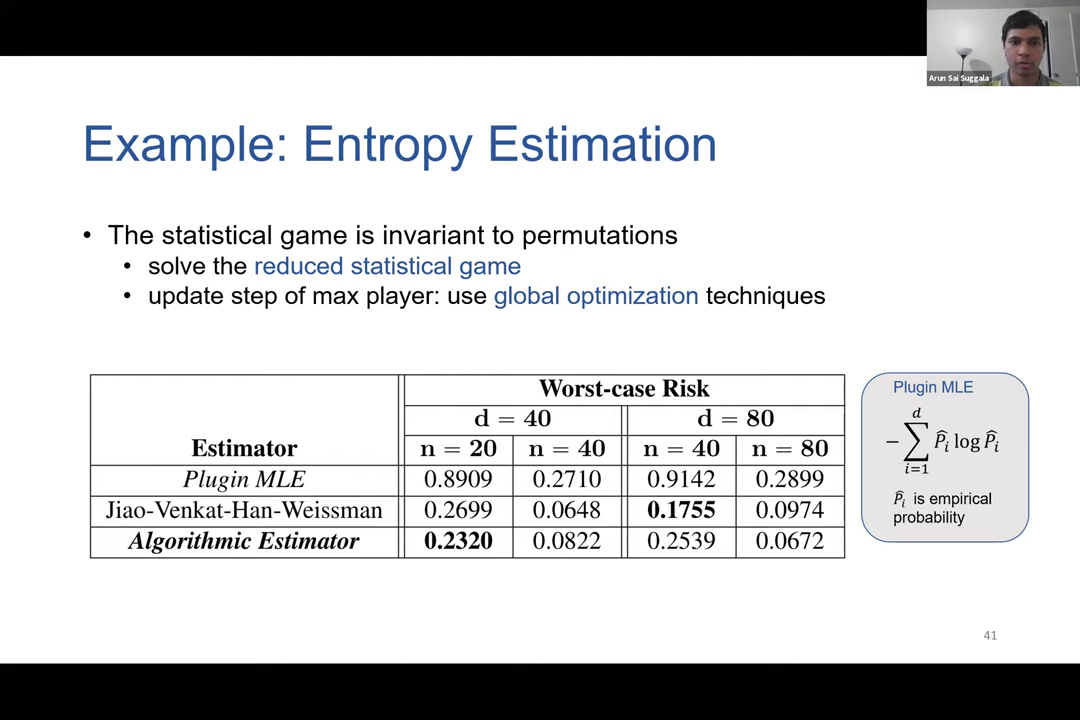 Arun Sai Suggala
Example: Entropy Estimation
• The statistical game is invariant to permutations
• solve the reduced statistical game
• update step of max player: use global optimization techniques
Worst-case Risk
d = 40 d = 80
Estimator n = 20 n = 40 n = 40 n = 80
Plugin MLE 0.8909 0.2710 0.9142 0.2899
Jiao-Venkat-Han-Weissman 0.2699 0.0648 0.1755 0.0974
Algorithmic Estimator 0.2320 0.0822 0.2539 0.0672
Plugin MLE
− ∑_{i=1}^{d} P̂_i log P̂_i
P̂_i is empirical
probability
41